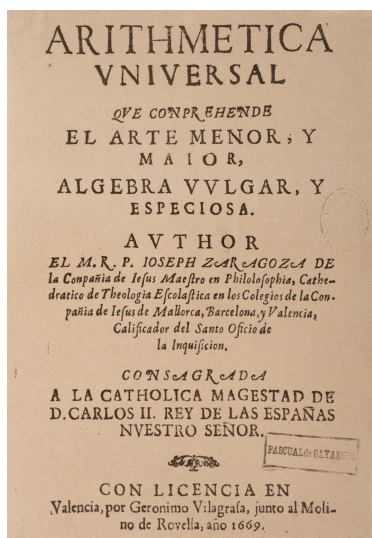 ARITHMETICA
VNIVERSAL
QVE CONPREHENDE
EL ARTE MENOR, Y
MAIOR,
ALGEBRA VVLGAR, Y
ESPECIOSA.
AVTHOR
EL M. R. P. IOSEPH ZARAGOZA DE
la Conpañia de Iesus Maeſtro en Philoloſophia, Cathe-
dratico de Theologia Eſcolaſtica en los Colegios de la Con-
pañia de Ieſus de Mallorca, Barcelona, y Valencia,
Calificador del Santo Oficio de
la Inquiſicion.
CONSAGRADA
A LA CATHOLICA MAGESTAD DE
D. CARLOS II. REY DE LAS ESPAÑAS
NVESTRO SEÑOR.
PASCUAL de GAYANGOS
CON LICENCIA EN
Valencia, por Geronimo Vilagraſa, junto al Moli-
no de Rovella, año 1669.